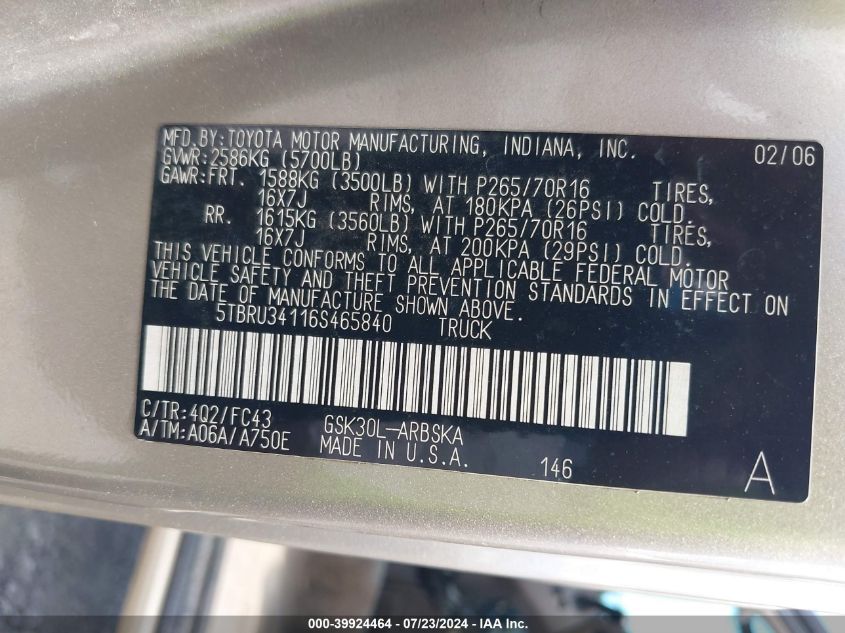 MFD.BY:TOYOTA MOTOR MANUFACTURING, INDIANA, INC. 02/06
GVWR:2586KG (5700LB)
GAWR:FRT. 1588KG (3500LB) WITH P265/70R16 TIRES,
16X7J RIMS, AT 180KPA (26PSI) COLD.
RR. 1615KG (3560LB) WITH P265/70R16 TIRES,
16X7J RIMS, AT 200KPA (29PSI) COLD.
THIS VEHICLE CONFORMS TO ALL APPLICABLE FEDERAL MOTOR
VEHICLE SAFETY AND THEFT PREVENTION STANDARDS IN EFFECT ON
THE DATE OF MANUFACTURE SHOWN ABOVE.
5TBRU34116S465840 TRUCK
C/TR:4Q2/FC43 GSK30L-ARBSKA
A/TM:A06A/A750E MADE IN U.S.A. 146 A
000-39924464 / 07/23/2024 - IAA Inc.